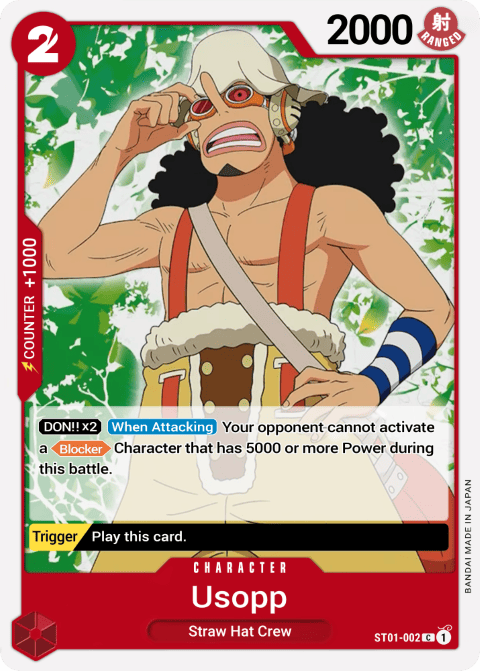 2
2000
射
RANGED
COUNTER +1000
DON!! x2 When Attacking Your opponent cannot activate
a Blocker Character that has 5000 or more Power during
this battle.
Trigger Play this card.
BANDAI MADE IN JAPAN
CHARACTER
Usopp
Straw Hat Crew
ST01-002 C 1